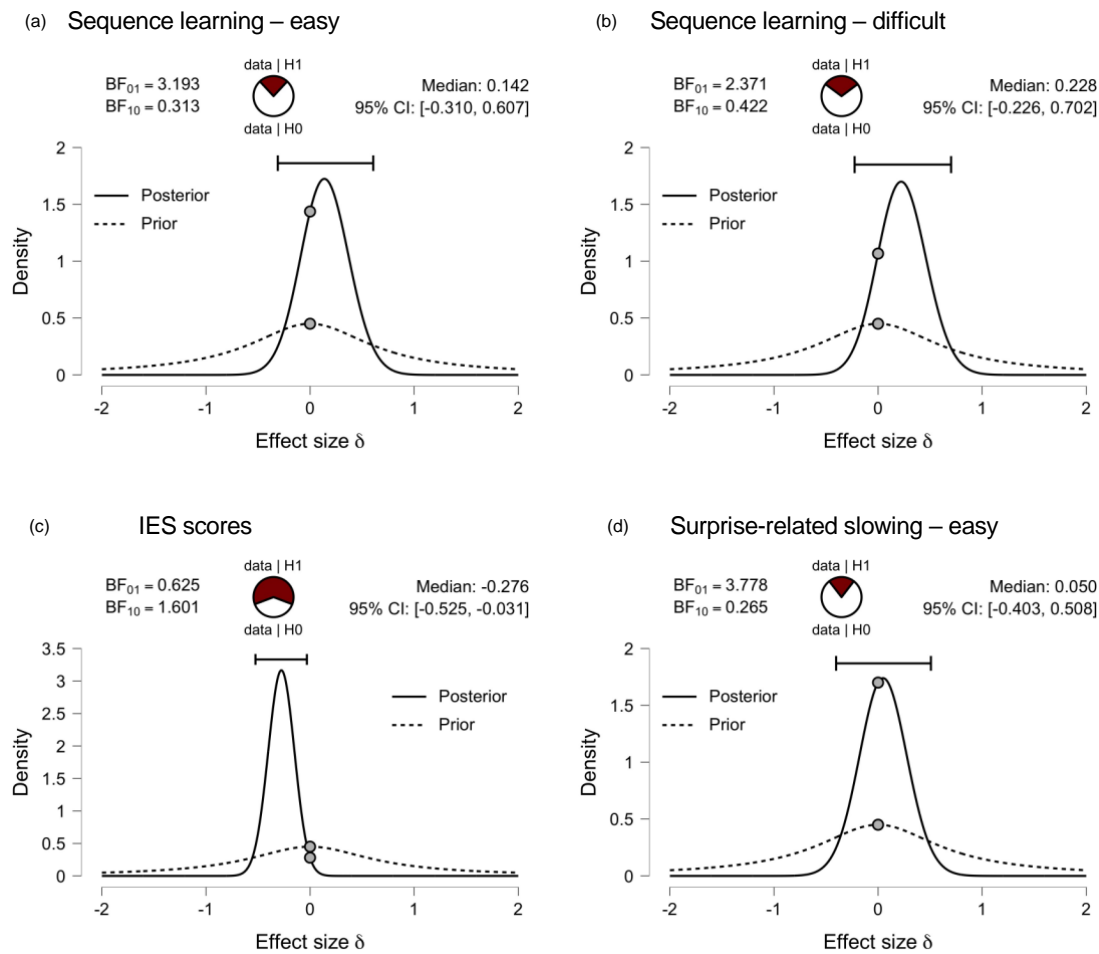 (a) Sequence learning – easy
data | H1
BF01 = 3.193
BF10 = 0.313
Median: 0.142
95% CI: [-0.310, 0.607]
data | H0
2
1.5
1
0.5
0
Density
Posterior
Prior
-2 -1 0 1 2
Effect size δ
(b) Sequence learning – difficult
data | H1
BF01 = 2.371
BF10 = 0.422
Median: 0.228
95% CI: [-0.226, 0.702]
data | H0
2
1.5
1
0.5
0
Density
Posterior
Prior
-2 -1 0 1 2
Effect size δ
(c) IES scores
data | H1
BF01 = 0.625
BF10 = 1.601
Median: -0.276
95% CI: [-0.525, -0.031]
data | H0
3.5
3
2.5
2
1.5
1
0.5
0
Density
Posterior
Prior
-2 -1 0 1 2
Effect size δ
(d) Surprise-related slowing – easy
data | H1
BF01 = 3.778
BF10 = 0.265
Median: 0.050
95% CI: [-0.403, 0.508]
data | H0
2
1.5
1
0.5
0
Density
Posterior
Prior
-2 -1 0 1 2
Effect size δ